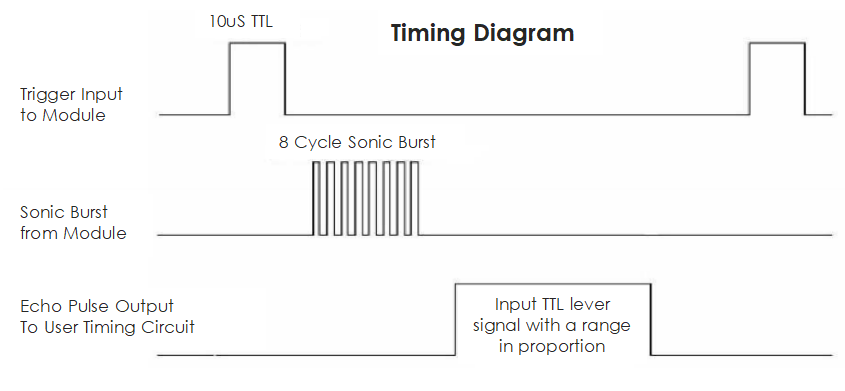 10uS TTL
Timing Diagram
Trigger Input
to Module
8 Cycle Sonic Burst
Sonic Burst
from Module
Echo Pulse Output
To User Timing Circuit
Input TTL lever
signal with a range
in proportion